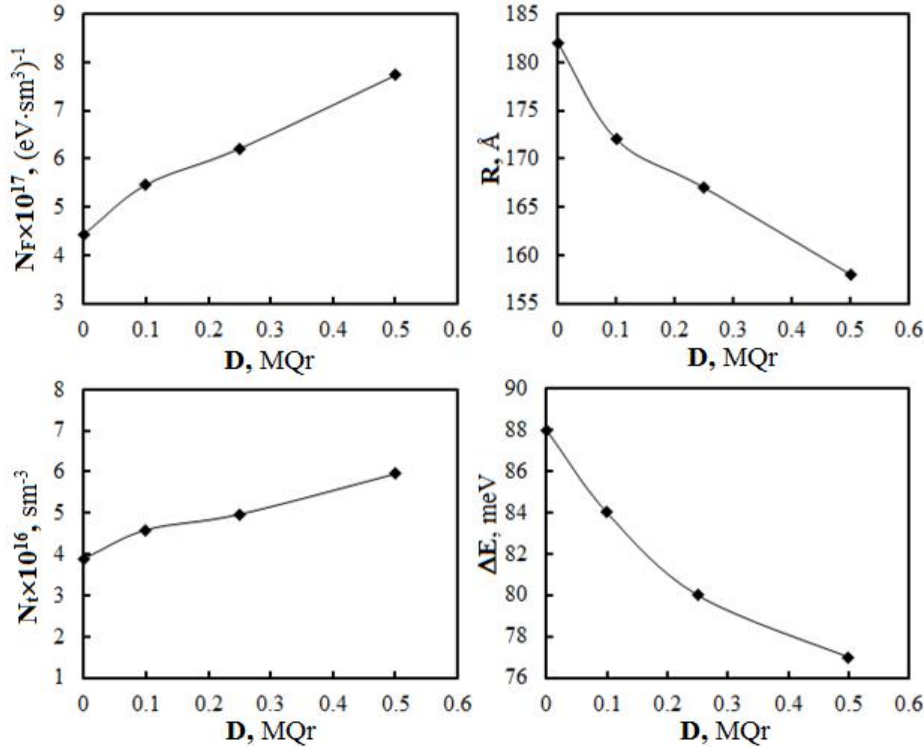 N_F×10^17, (eV·sm^3)^-1
9
8
7
6
5
4
3
0 0.1 0.2 0.3 0.4 0.5 0.6
D, MQr
R, Å
185
180
175
170
165
160
155
0 0.1 0.2 0.3 0.4 0.5 0.6
D, MQr
N_t×10^16, sm^-3
8
7
6
5
4
3
2
1
0 0.1 0.2 0.3 0.4 0.5 0.6
D, MQr
ΔE, meV
90
88
86
84
82
80
78
76
0 0.1 0.2 0.3 0.4 0.5 0.6
D, MQr